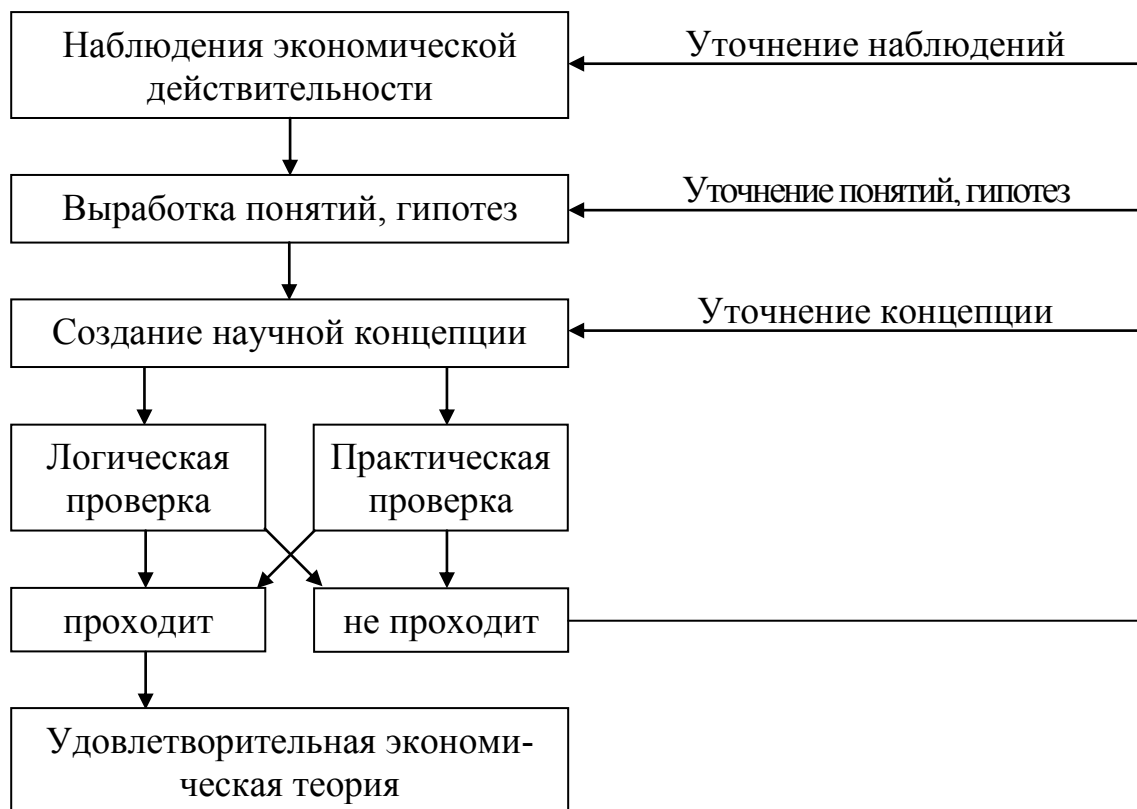 Наблюдения экономической
действительности
Уточнение наблюдений
Выработка понятий, гипотез
Уточнение понятий, гипотез
Создание научной концепции
Уточнение концепции
Логическая
проверка
Практическая
проверка
проходит
не проходит
Удовлетворительная экономи-
ческая теория